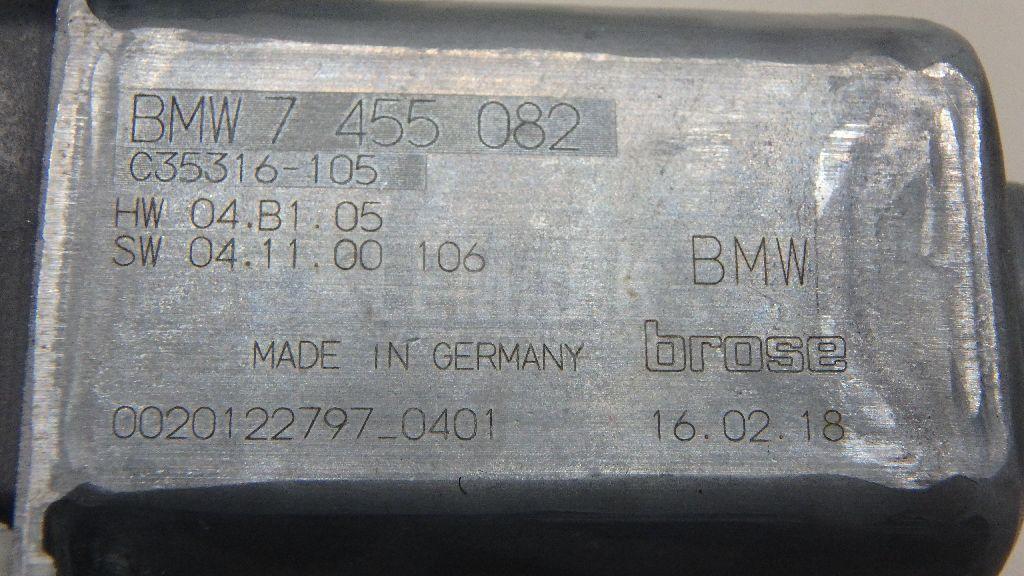 BMW 7 455 082
C35316-105
HW 04.B1.05
SW 04.11.00 106
BMW
MADE IN GERMANY
brose
0020122797_0401
16.02.18